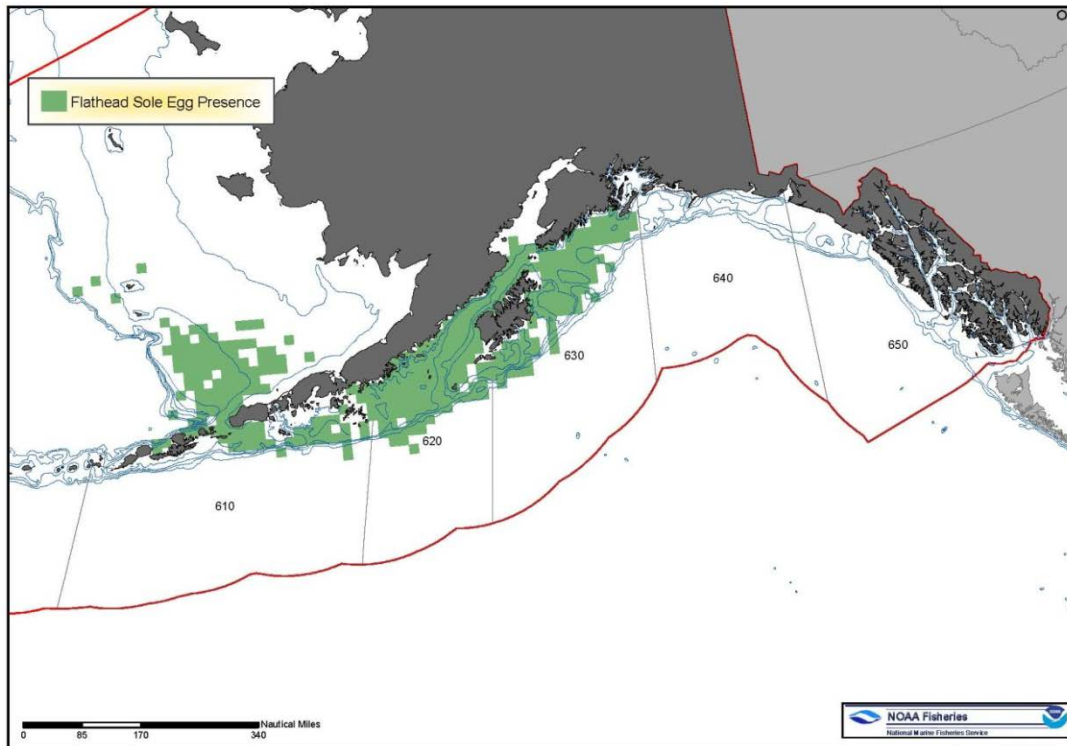 Flathead Sole Egg Presence
640
650
630
620
610
Nautical Miles
0 85 170 340
NOAA Fisheries
National Marine Fisheries Service